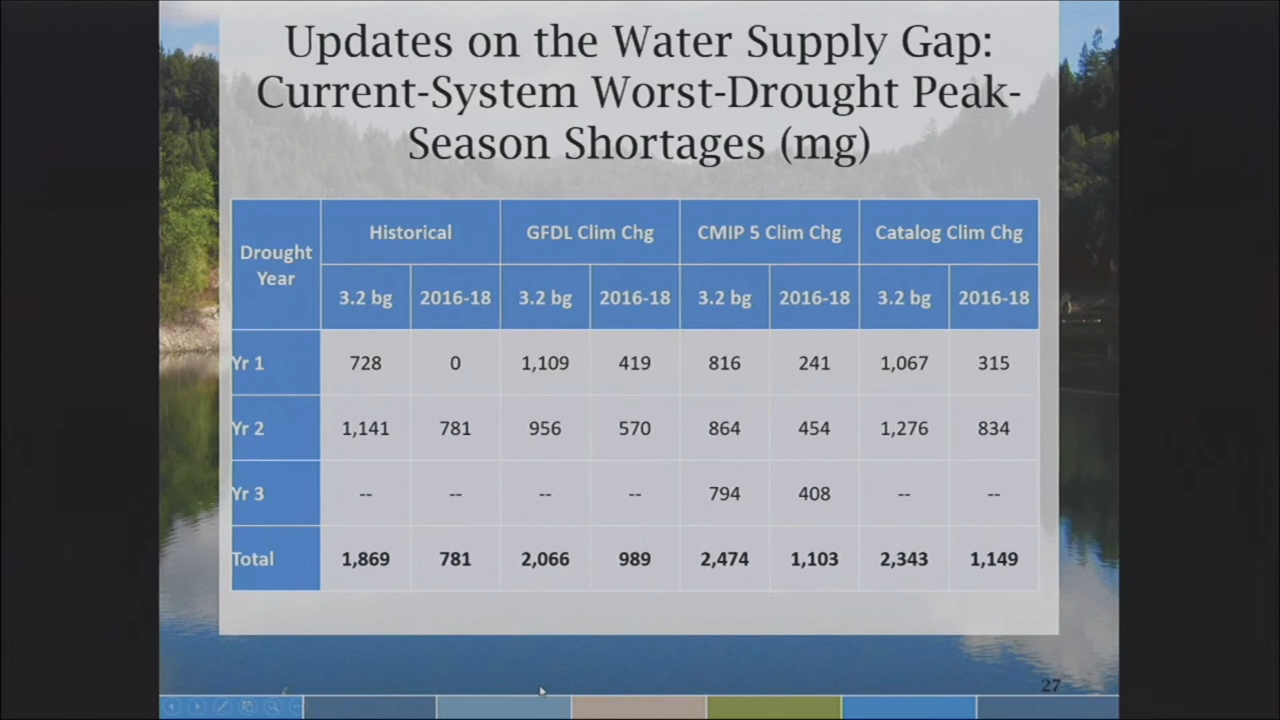 Updates on the Water Supply Gap:
Current-System Worst-Drought Peak-
Season Shortages (mg)
Drought Year Historical GFDL Clim Chg CMIP 5 Clim Chg Catalog Clim Chg
3.2 bg 2016-18 3.2 bg 2016-18 3.2 bg 2016-18 3.2 bg 2016-18
Yr 1 728 0 1,109 419 816 241 1,067 315
Yr 2 1,141 781 956 570 864 454 1,276 834
Yr 3 -- -- -- -- 794 408 -- --
Total 1,869 781 2,066 989 2,474 1,103 2,343 1,149
27